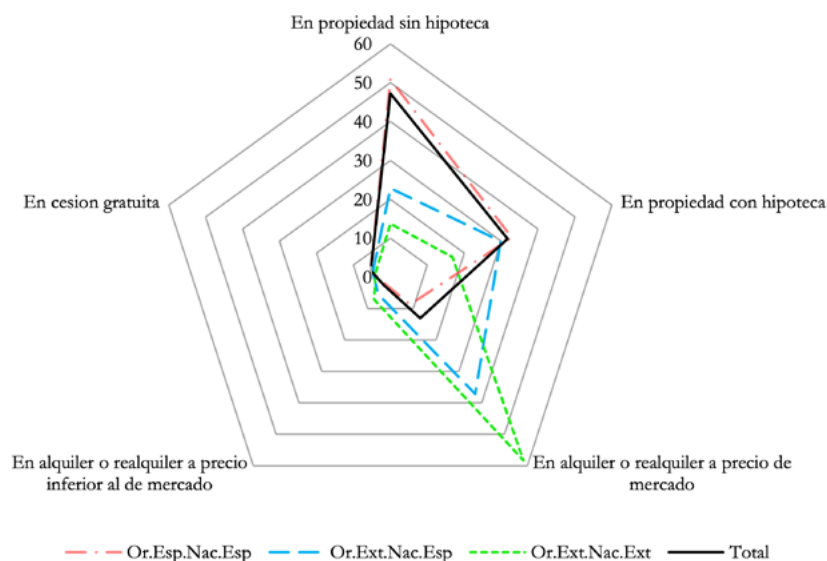 En propiedad sin hipoteca
60
50
40
30
20
10
0
En propiedad con hipoteca
En cesion gratuita
En alquiler o realquiler a precio
inferior al de mercado
En alquiler o realquiler a precio de
mercado
Or.Esp.Nac.Esp
Or.Ext.Nac.Esp
Or.Ext.Nac.Ext
Total